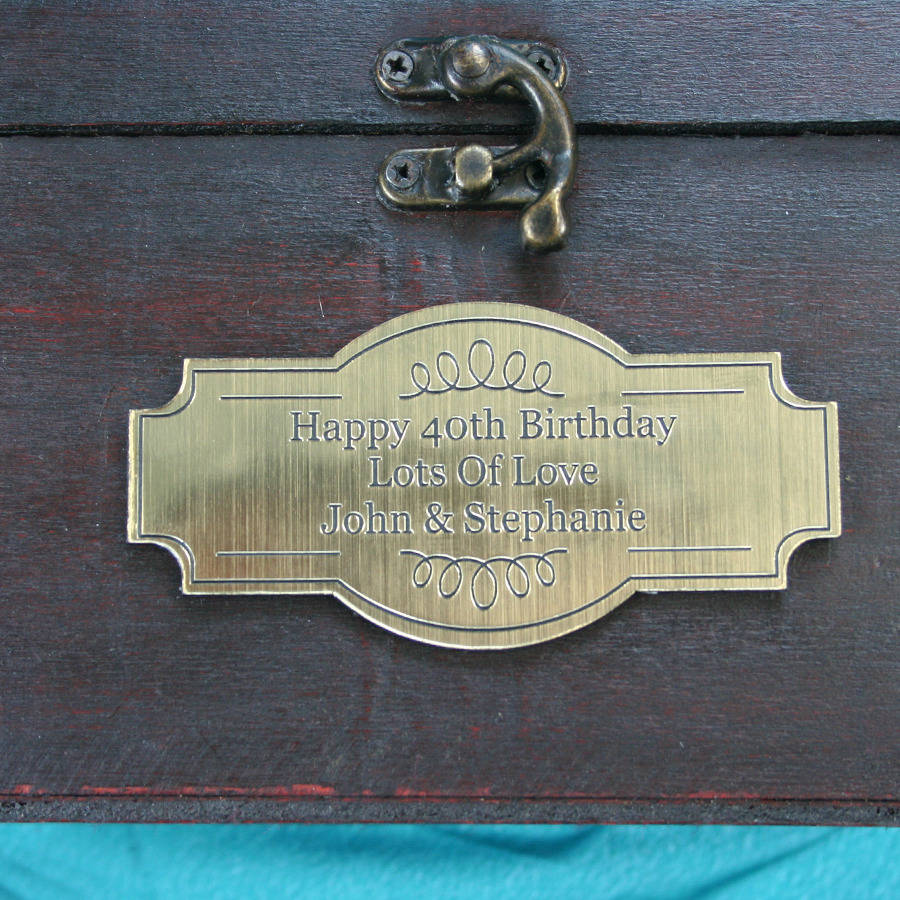 Happy 40th Birthday
Lots Of Love
John & Stephanie